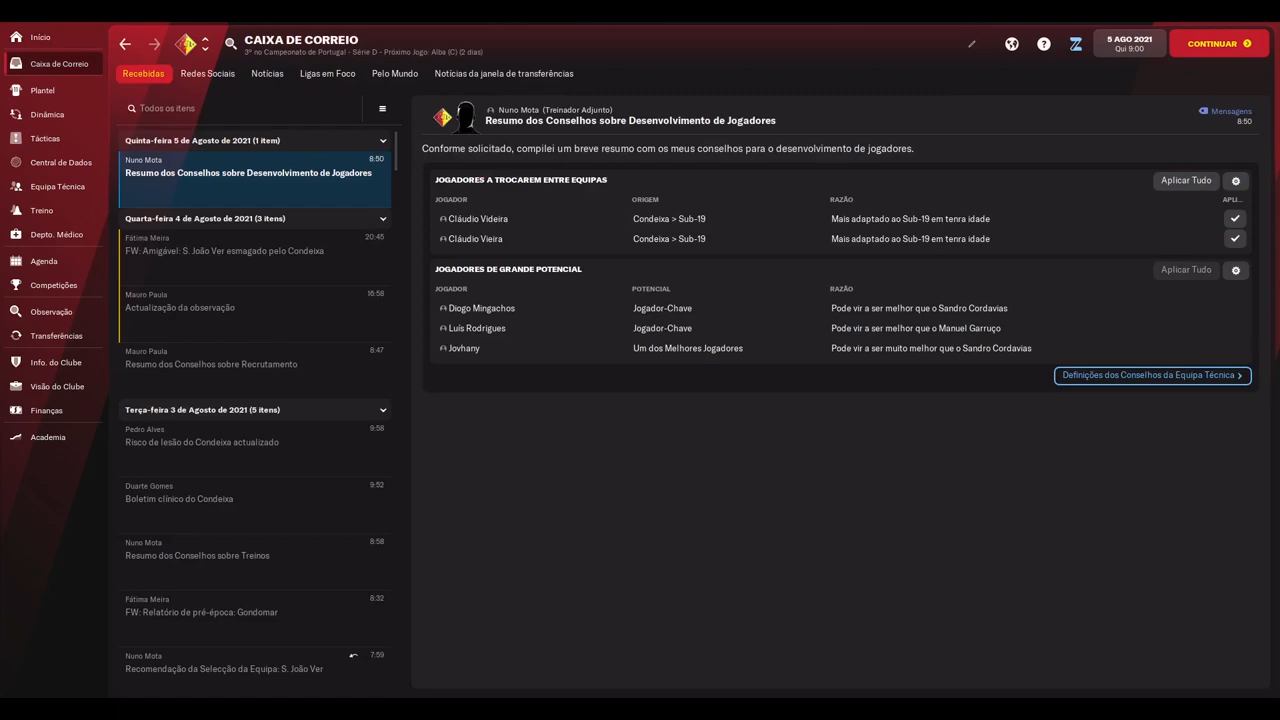 Início
Caixa de Correio
Plantel
Dinâmica
Tácticas
Central de Dados
Equipa Técnica
Treino
Depto. Médico
Agenda
Competições
Observação
Transferências
Info. do Clube
Visão do Clube
Finanças
Academia
CAIXA DE CORREIO
3º no Campeonato de Portugal - Série D - Próximo Jogo: Alba (C) (2 dias)
5 AGO 2021
Qui 9:00
CONTINUAR
Recebidas Redes Sociais Notícias Ligas em Foco Pelo Mundo Notícias da janela de transferências
Todos os itens
Quinta-feira 5 de Agosto de 2021 (1 item)
Nuno Mota 8:50
Resumo dos Conselhos sobre Desenvolvimento de Jogadores
Quarta-feira 4 de Agosto de 2021 (3 itens)
Fátima Meira 20:45
FW: Amigável: S. João Ver esmagado pelo Condeixa
Mauro Paula 16:58
Actualização da observação
Mauro Paula 8:47
Resumo dos Conselhos sobre Recrutamento
Terça-feira 3 de Agosto de 2021 (5 itens)
Pedro Alves 9:58
Risco de lesão do Condeixa actualizado
Duarte Gomes 9:52
Boletim clínico do Condeixa
Nuno Mota 8:58
Resumo dos Conselhos sobre Treinos
Fátima Meira 8:32
FW: Relatório de pré-época: Gondomar
Nuno Mota 7:59
Recomendação da Selecção da Equipa: S. João Ver
Nuno Mota (Treinador Adjunto) Mensagens
Resumo dos Conselhos sobre Desenvolvimento de Jogadores 8:50
Conforme solicitado, compilei um breve resumo com os meus conselhos para o desenvolvimento de jogadores.
JOGADORES A TROCAREM ENTRE EQUIPAS Aplicar Tudo
JOGADOR ORIGEM RAZÃO APLI...
Cláudio Videira Condeixa > Sub-19 Mais adaptado ao Sub-19 em tenra idade
Cláudio Vieira Condeixa > Sub-19 Mais adaptado ao Sub-19 em tenra idade
JOGADORES DE GRANDE POTENCIAL Aplicar Tudo
JOGADOR POTENCIAL RAZÃO
Diogo Mingachos Jogador-Chave Pode vir a ser melhor que o Sandro Cordavias
Luís Rodrigues Jogador-Chave Pode vir a ser melhor que o Manuel Garruço
Jovhany Um dos Melhores Jogadores Pode vir a ser muito melhor que o Sandro Cordavias
Definições dos Conselhos da Equipa Técnica >